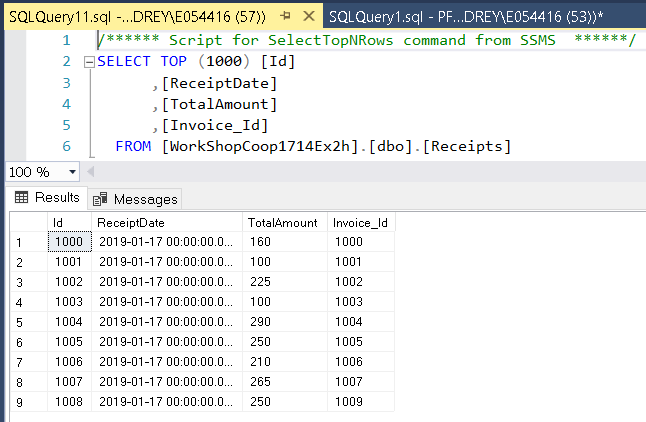 SQLQuery11.sql -...DREY\E054416 (57)) SQLQuery1.sql - PF...DREY\E054416 (53))*
1 /****** Script for SelectTopNRows command from SSMS ******/
2 SELECT TOP (1000) [Id]
3 ,[ReceiptDate]
4 ,[TotalAmount]
5 ,[Invoice_Id]
6 FROM [WorkShopCoop1714Ex2h].[dbo].[Receipts]
100 %
Results Messages
Id ReceiptDate TotalAmount Invoice_Id
1 1000 2019-01-17 00:00:00.0... 160 1000
2 1001 2019-01-17 00:00:00.0... 100 1001
3 1002 2019-01-17 00:00:00.0... 225 1002
4 1003 2019-01-17 00:00:00.0... 100 1003
5 1004 2019-01-17 00:00:00.0... 290 1004
6 1005 2019-01-17 00:00:00.0... 250 1005
7 1006 2019-01-17 00:00:00.0... 210 1006
8 1007 2019-01-17 00:00:00.0... 265 1007
9 1008 2019-01-17 00:00:00.0... 250 1009